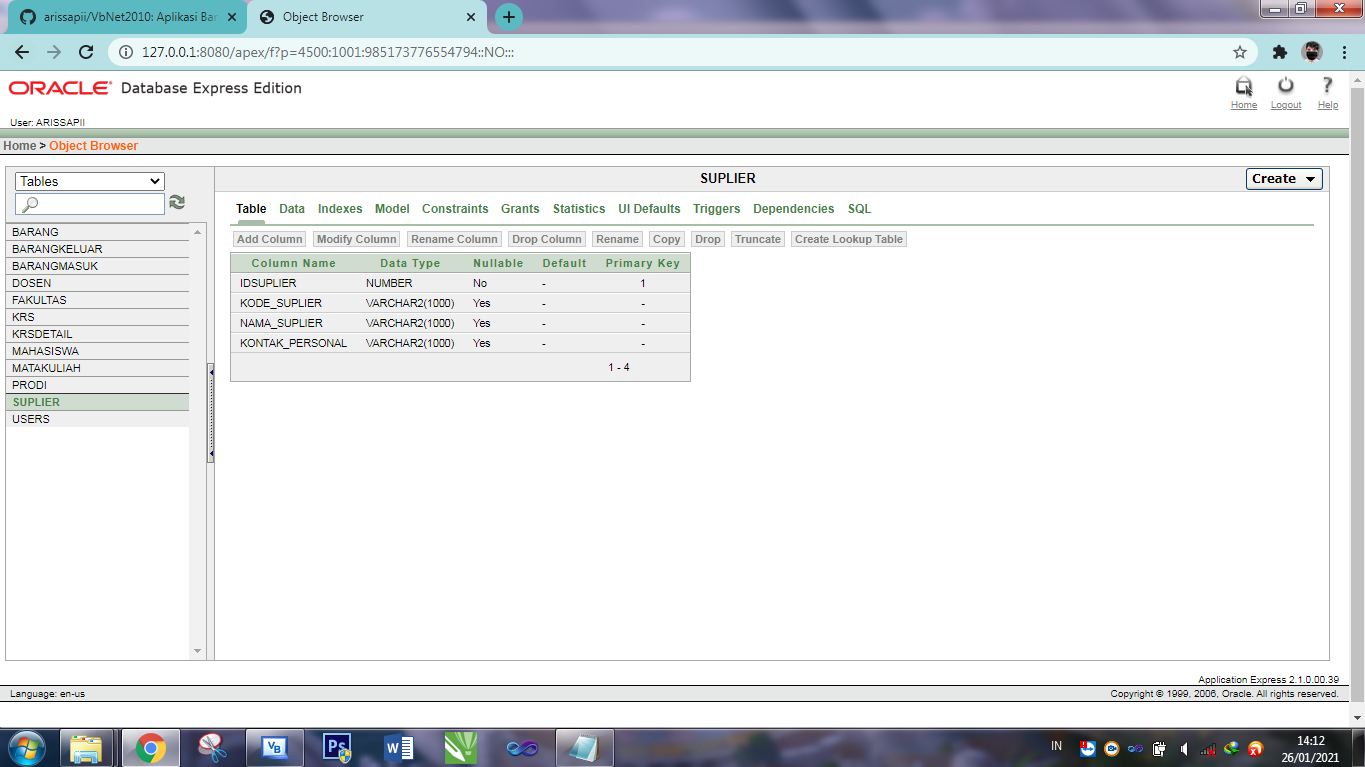 arissapii/VbNet2010: Aplikasi Bar
Object Browser
127.0.0.1:8080/apex/f?p=4500:1001:985173776554794::NO:::
ORACLE Database Express Edition
Home Logout Help
User: ARISSAPII
Home > Object Browser
Tables
SUPLIER
Create
Table Data Indexes Model Constraints Grants Statistics UI Defaults Triggers Dependencies SQL
Add Column Modify Column Rename Column Drop Column Rename Copy Drop Truncate Create Lookup Table
BARANG
BARANGKELUAR
BARANGMASUK
DOSEN
FAKULTAS
KRS
KRSDETAIL
MAHASISWA
MATAKULIAH
PRODI
SUPLIER
USERS
Column Name Data Type Nullable Default Primary Key
IDSUPLIER NUMBER No - 1
KODE_SUPLIER VARCHAR2(1000) Yes - -
NAMA_SUPLIER VARCHAR2(1000) Yes - -
KONTAK_PERSONAL VARCHAR2(1000) Yes - -
1 - 4
Application Express 2.1.0.00.39
Language: en-us
Copyright © 1999, 2006, Oracle. All rights reserved.
VB
Ps
W
IN
14:12
26/01/2021